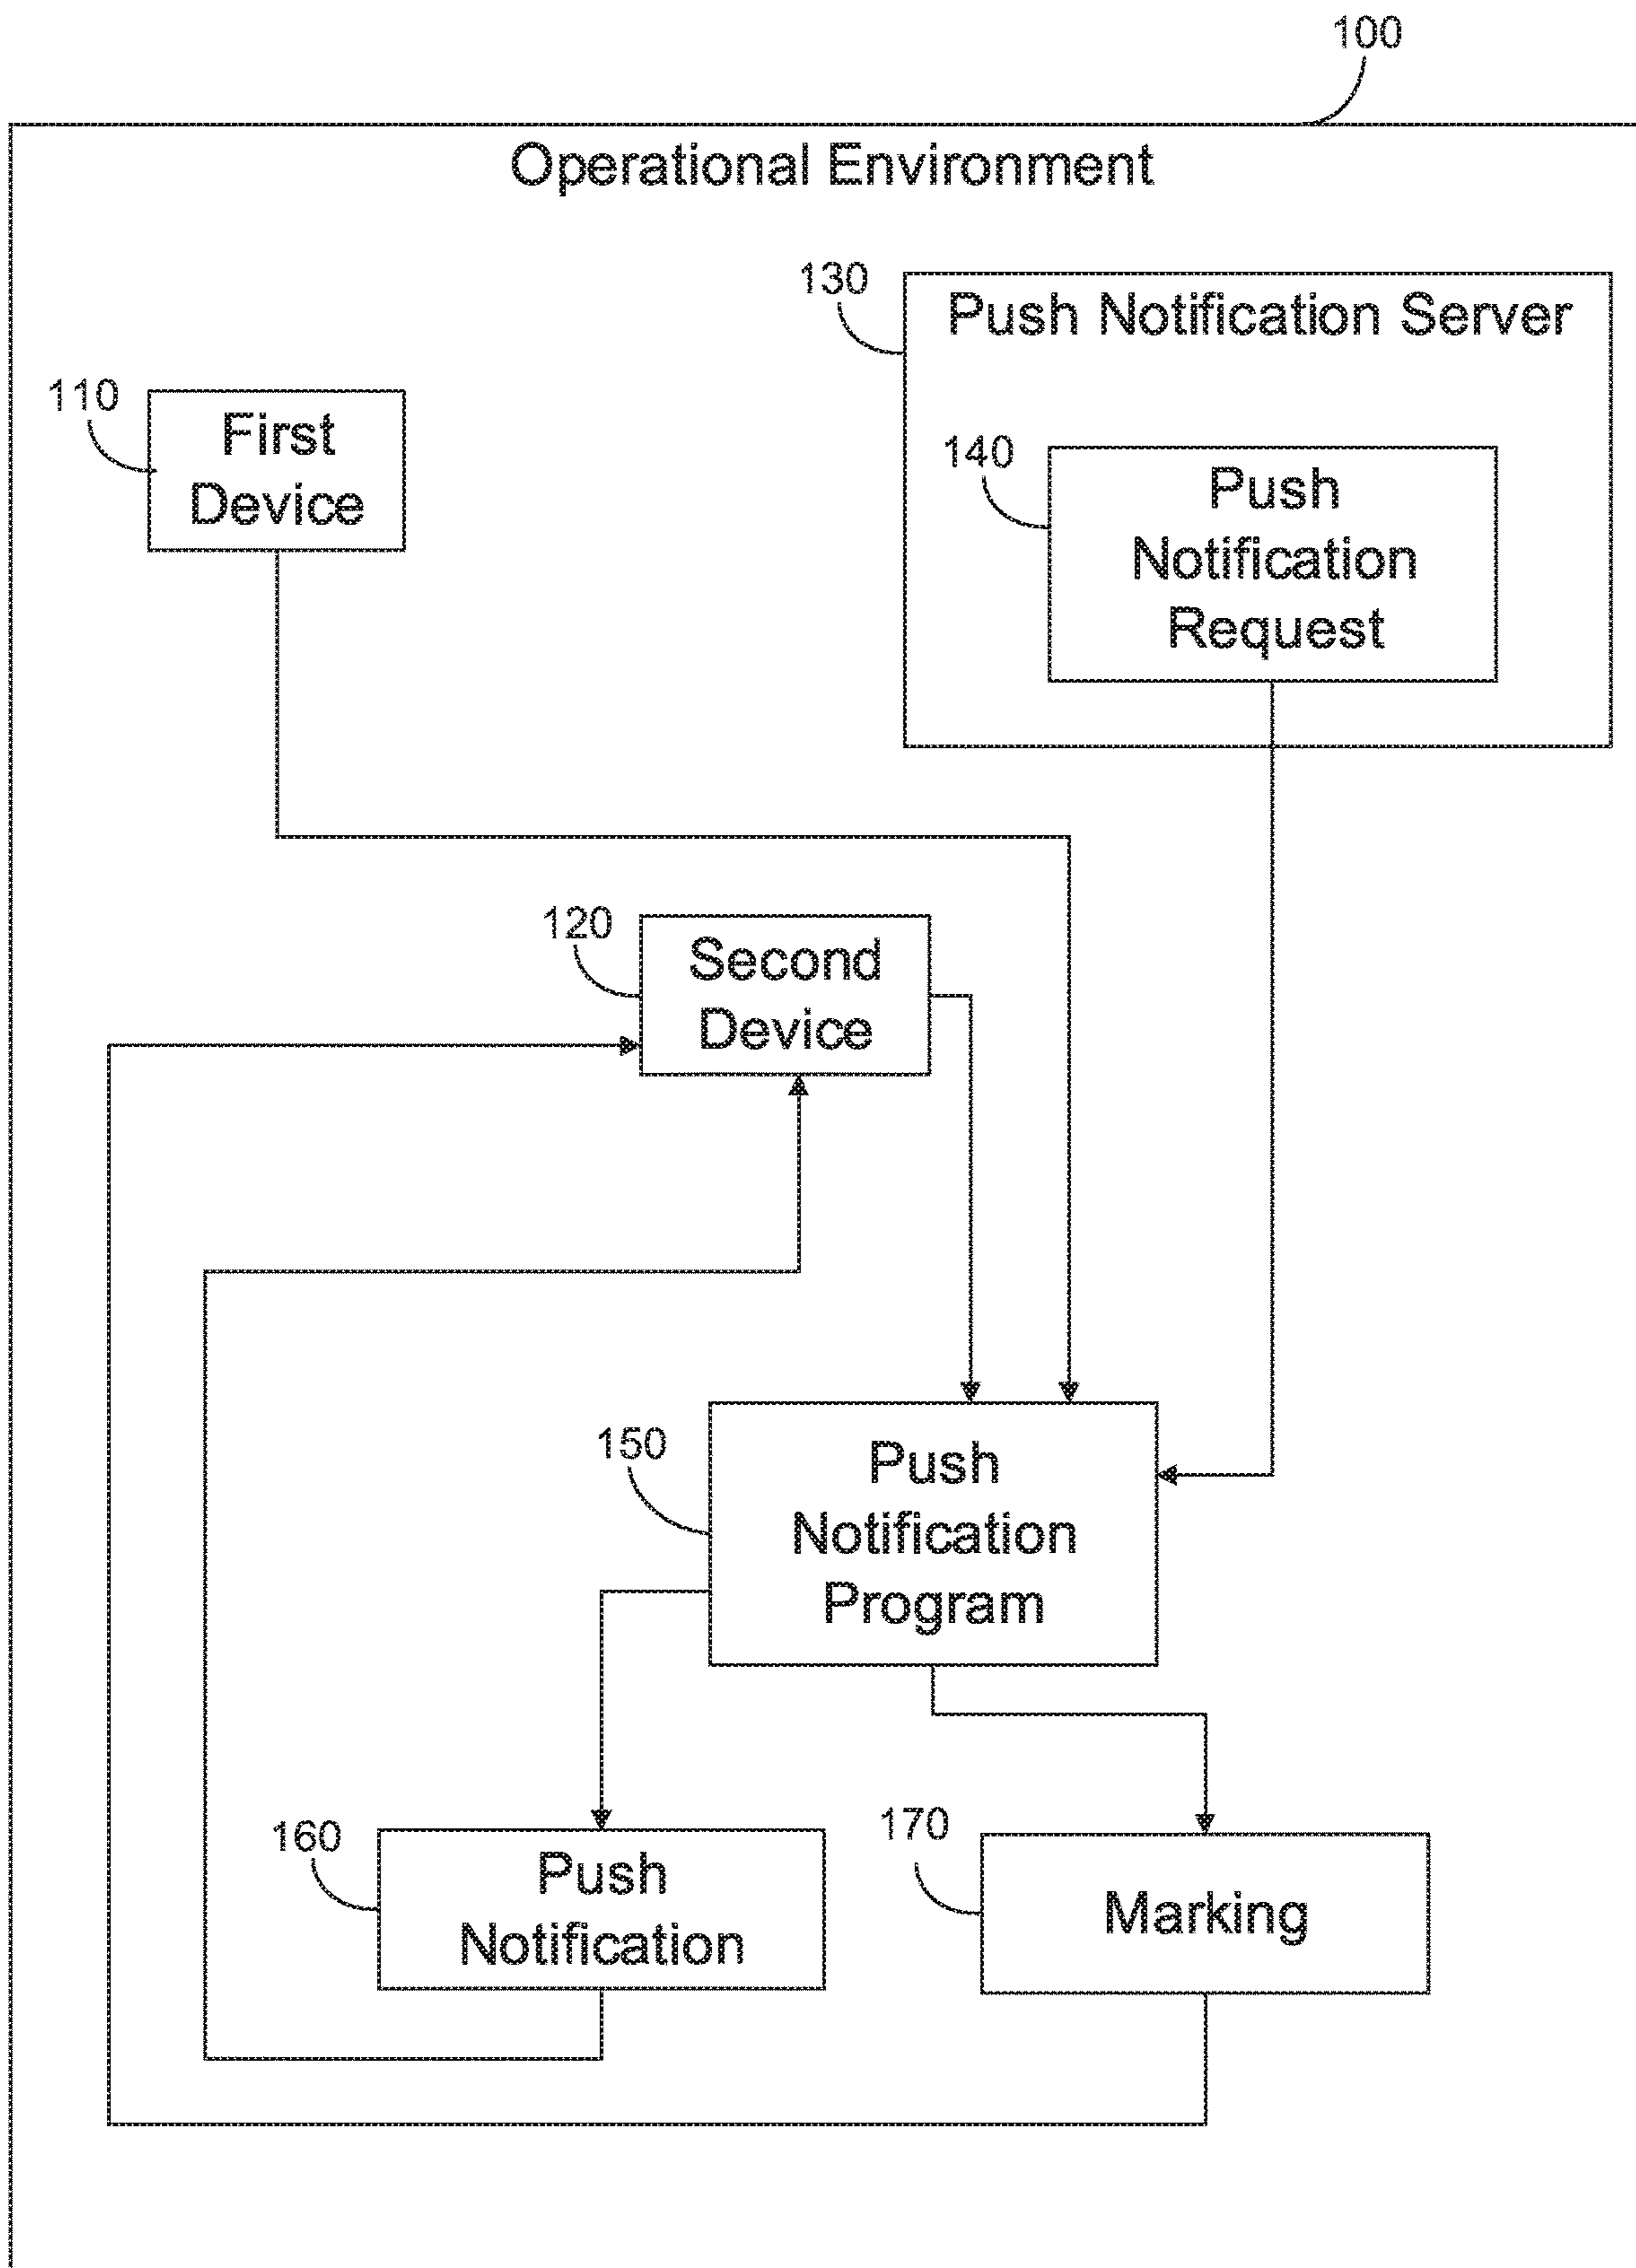 100
Operational Environment
130
Push Notification Server
110
First
Device
140
Push
Notification
Request
120
Second
Device
150
Push
Notification
Program
160
Push
Notification
170
Marking